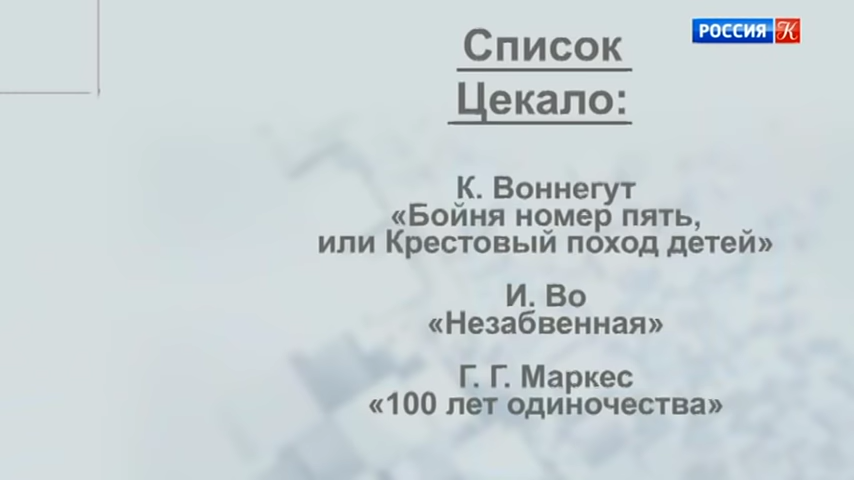 РОССИЯ К
Список
Цекало:
К. Воннегут
«Бойня номер пять,
или Крестовый поход детей»
И. Во
«Незабвенная»
Г. Г. Маркес
«100 лет одиночества»